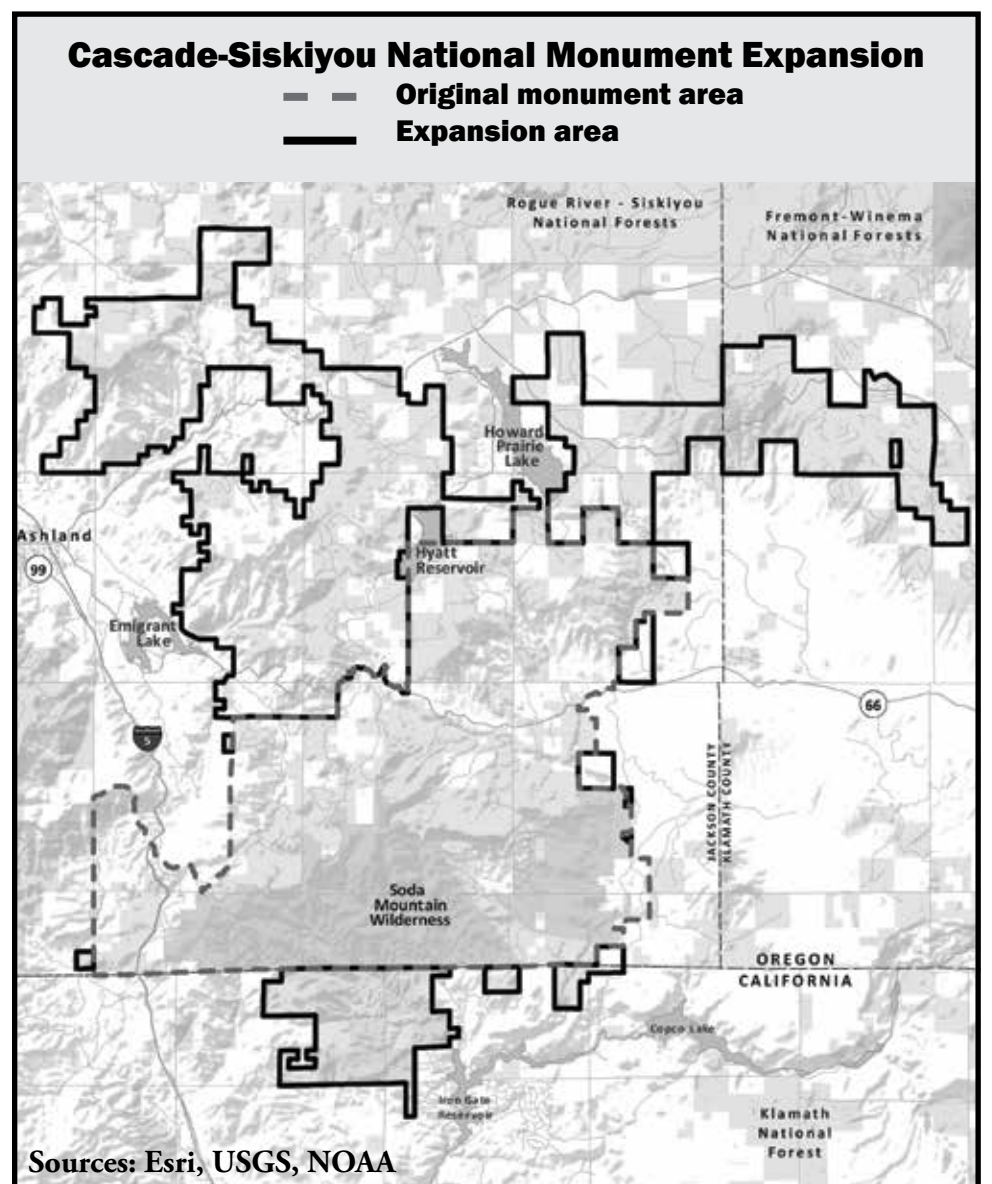 Cascade-Siskiyou National Monument Expansion
Original monument area
Expansion area
Rogue River - Siskiyou
National Forests
Fremont-Winema
National Forests
Howard
Prairie
Lake
Ashland
99
Hyatt
Reservoir
Emigrant
Lake
66
5
JACKSON COUNTY
KLAMATH COUNTY
Soda
Mountain
Wilderness
OREGON
CALIFORNIA
Copco Lake
Iron Gate
Reservoir
Klamath
National
Forest
Sources: Esri, USGS, NOAA